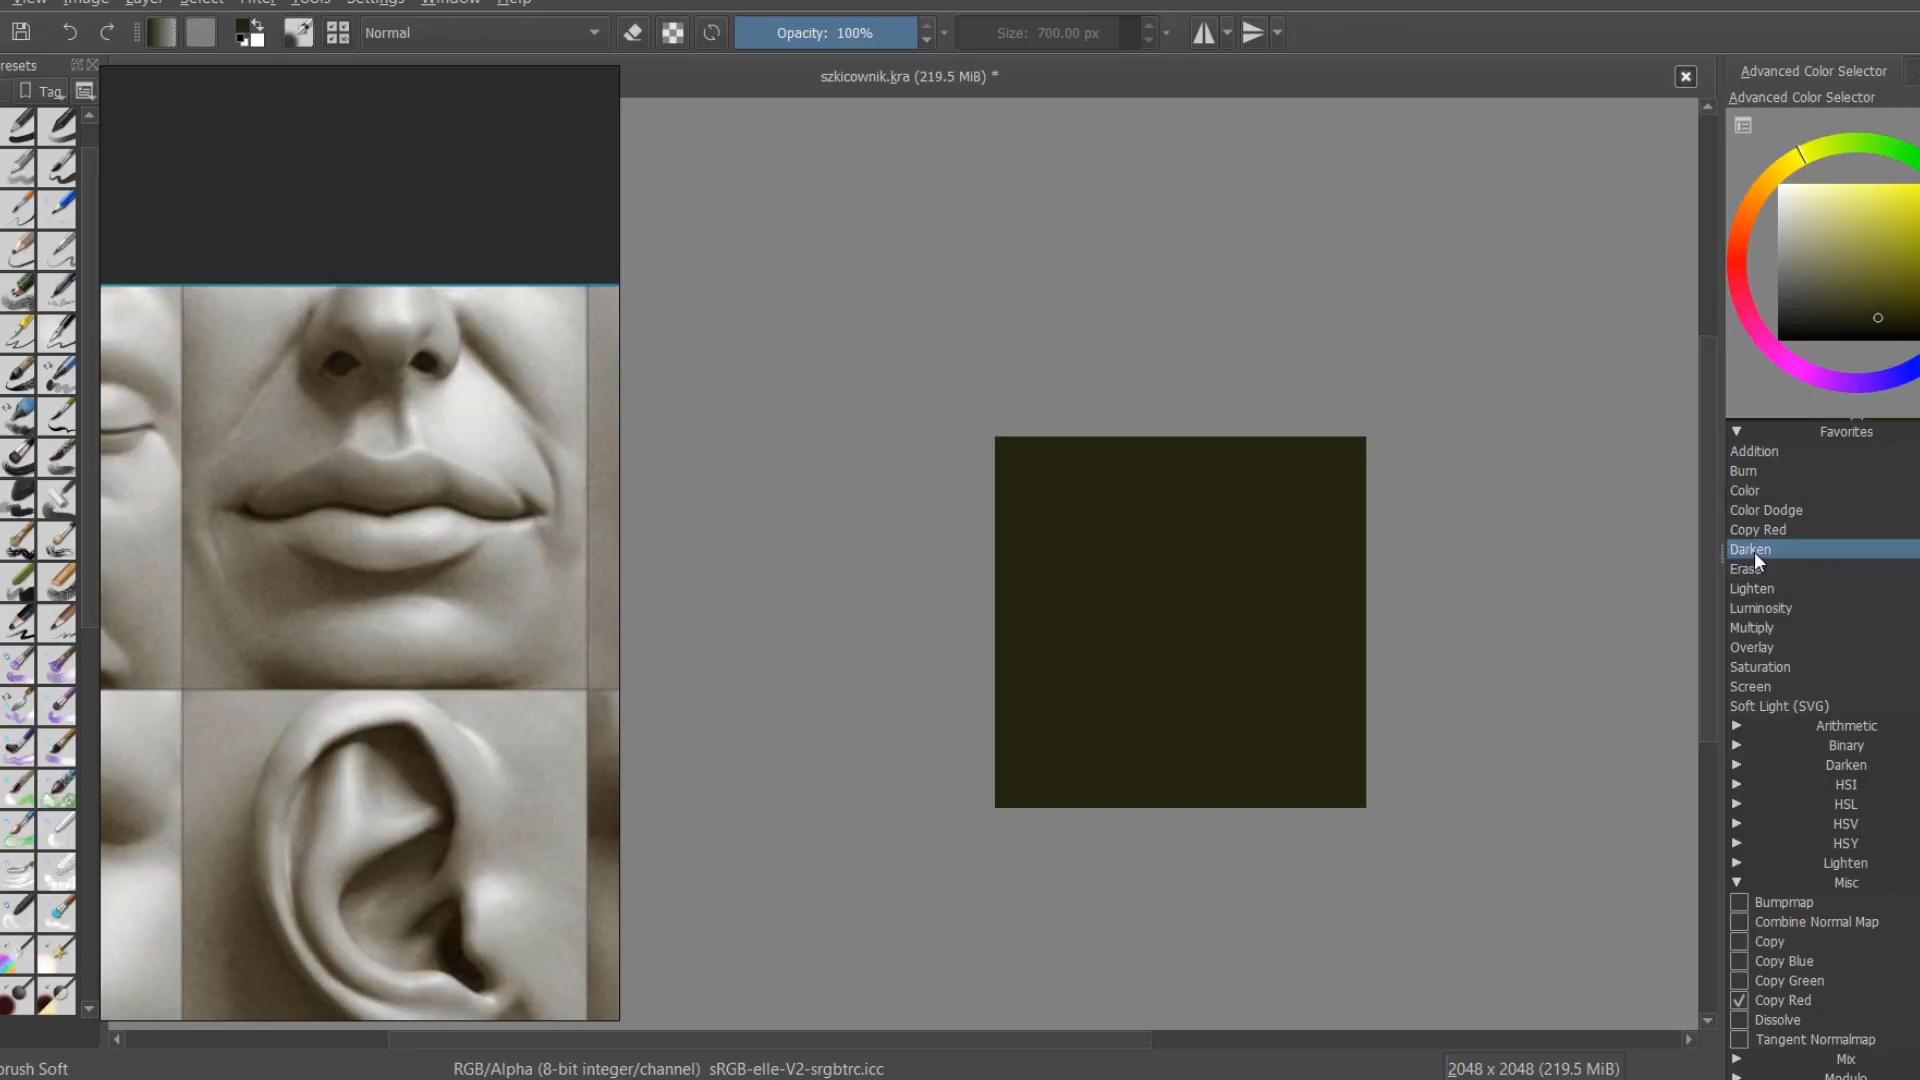 View Image Layer Select Filter Tools Settings Window Help
Normal
Opacity: 100%
Size: 700.00 px
resets
Tag
szkicownik.kra (219.5 MiB) *
Advanced Color Selector
Advanced Color Selector
Favorites
Addition
Burn
Color
Color Dodge
Copy Red
Darken
Erase
Lighten
Luminosity
Multiply
Overlay
Saturation
Screen
Soft Light (SVG)
Arithmetic
Binary
Darken
HSI
HSL
HSV
HSY
Lighten
Misc
Bumpmap
Combine Normal Map
Copy
Copy Blue
Copy Green
Copy Red
Dissolve
Tangent Normalmap
Mix
Modulo
rush Soft
RGB/Alpha (8-bit integer/channel) sRGB-elle-V2-srgbtrc.icc
2048 x 2048 (219.5 MiB)